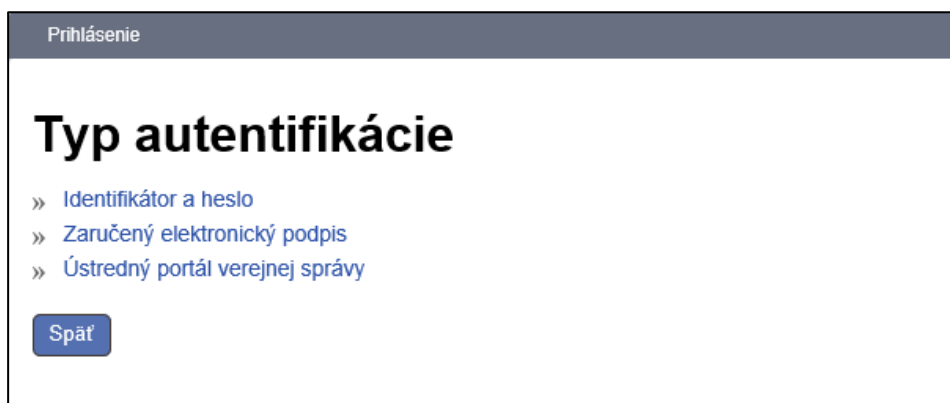 Prihlásenie
Typ autentifikácie
» Identifikátor a heslo
» Zaručený elektronický podpis
» Ústredný portál verejnej správy
Späť